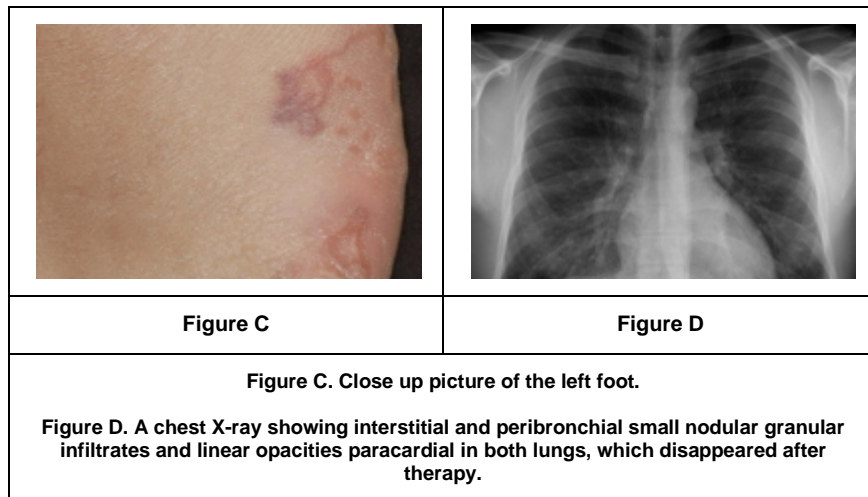 Figure C
Figure D
Figure C. Close up picture of the left foot.
Figure D. A chest X-ray showing interstitial and peribronchial small nodular granular
infiltrates and linear opacities paracardial in both lungs, which disappeared after
therapy.